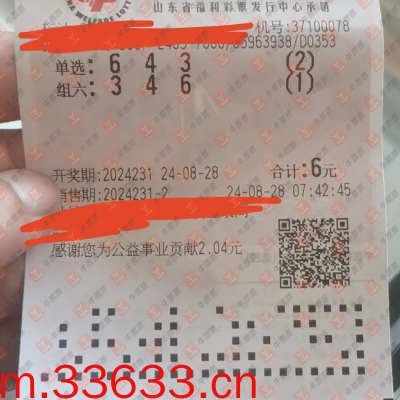 山东省福利彩票发行中心承销
机号:37100078
/D0353
单选: 6 4 3 (2)
组六: 3 4 6 (1)
开奖期:2024231 24-08-28 合计:6元
销售期:2024231-2 24-08-28 07:42:45
感谢您为公益事业贡献2.04元
m.33633.cn